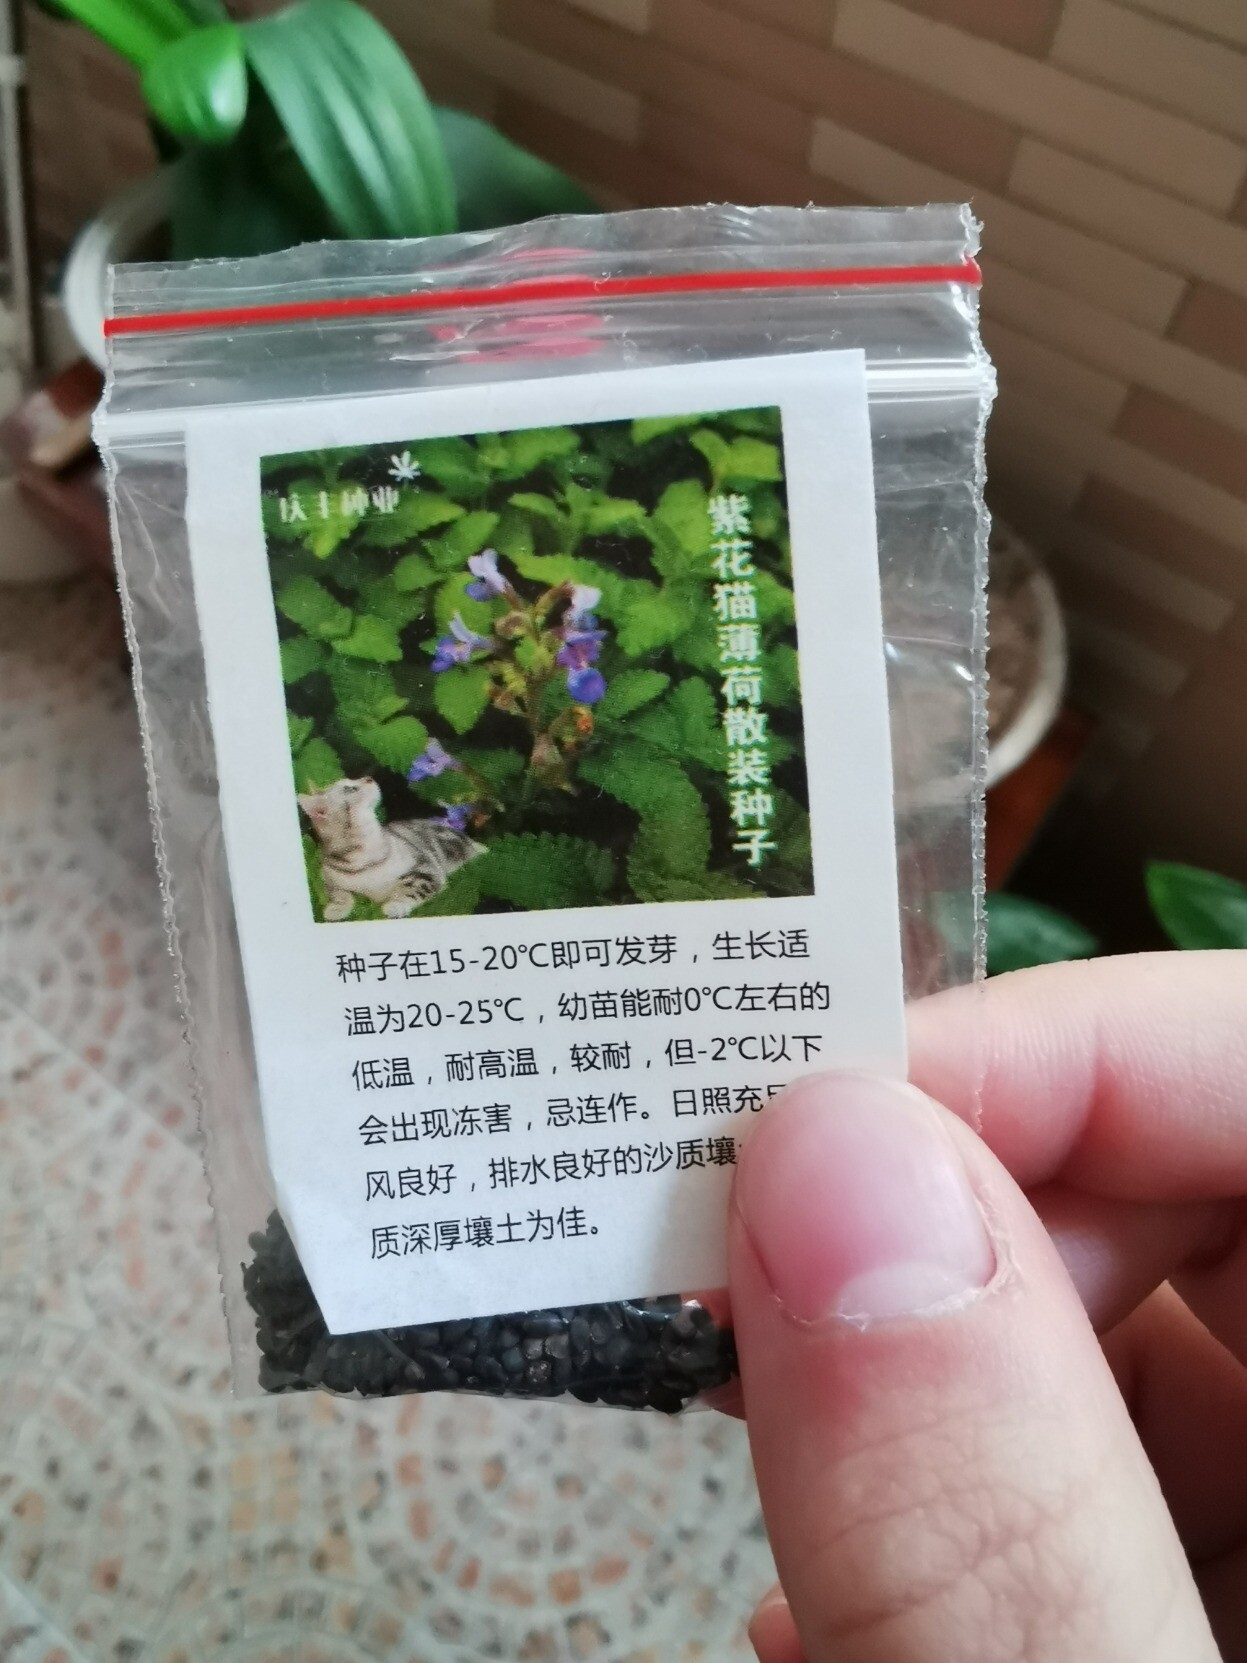 庆丰种业
紫花猫薄荷散装种子
种子在15-20℃即可发芽，生长适
温为20-25℃，幼苗能耐0℃左右的
低温，耐高温，较耐，但-2℃以下
会出现冻害，忌连作。日照充
风良好，排水良好的沙质壤
质深厚壤土为佳。